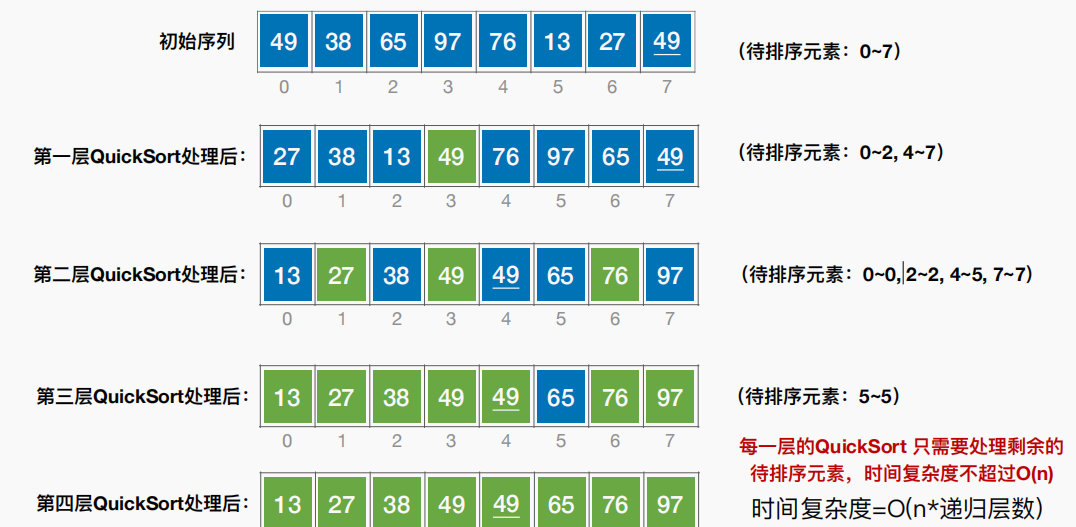 初始序列 49 38 65 97 76 13 27 49 (待排序元素：0~7)
0 1 2 3 4 5 6 7
第一层QuickSort处理后： 27 38 13 49 76 97 65 49 (待排序元素：0~2, 4~7)
0 1 2 3 4 5 6 7
第二层QuickSort处理后： 13 27 38 49 49 65 76 97 (待排序元素：0~0, 2~2, 4~5, 7~7)
0 1 2 3 4 5 6 7
第三层QuickSort处理后： 13 27 38 49 49 65 76 97 (待排序元素：5~5)
0 1 2 3 4 5 6 7
每一层的QuickSort 只需要处理剩余的
待排序元素，时间复杂度不超过O(n)
第四层QuickSort处理后： 13 27 38 49 49 65 76 97
时间复杂度=O(n*递归层数)